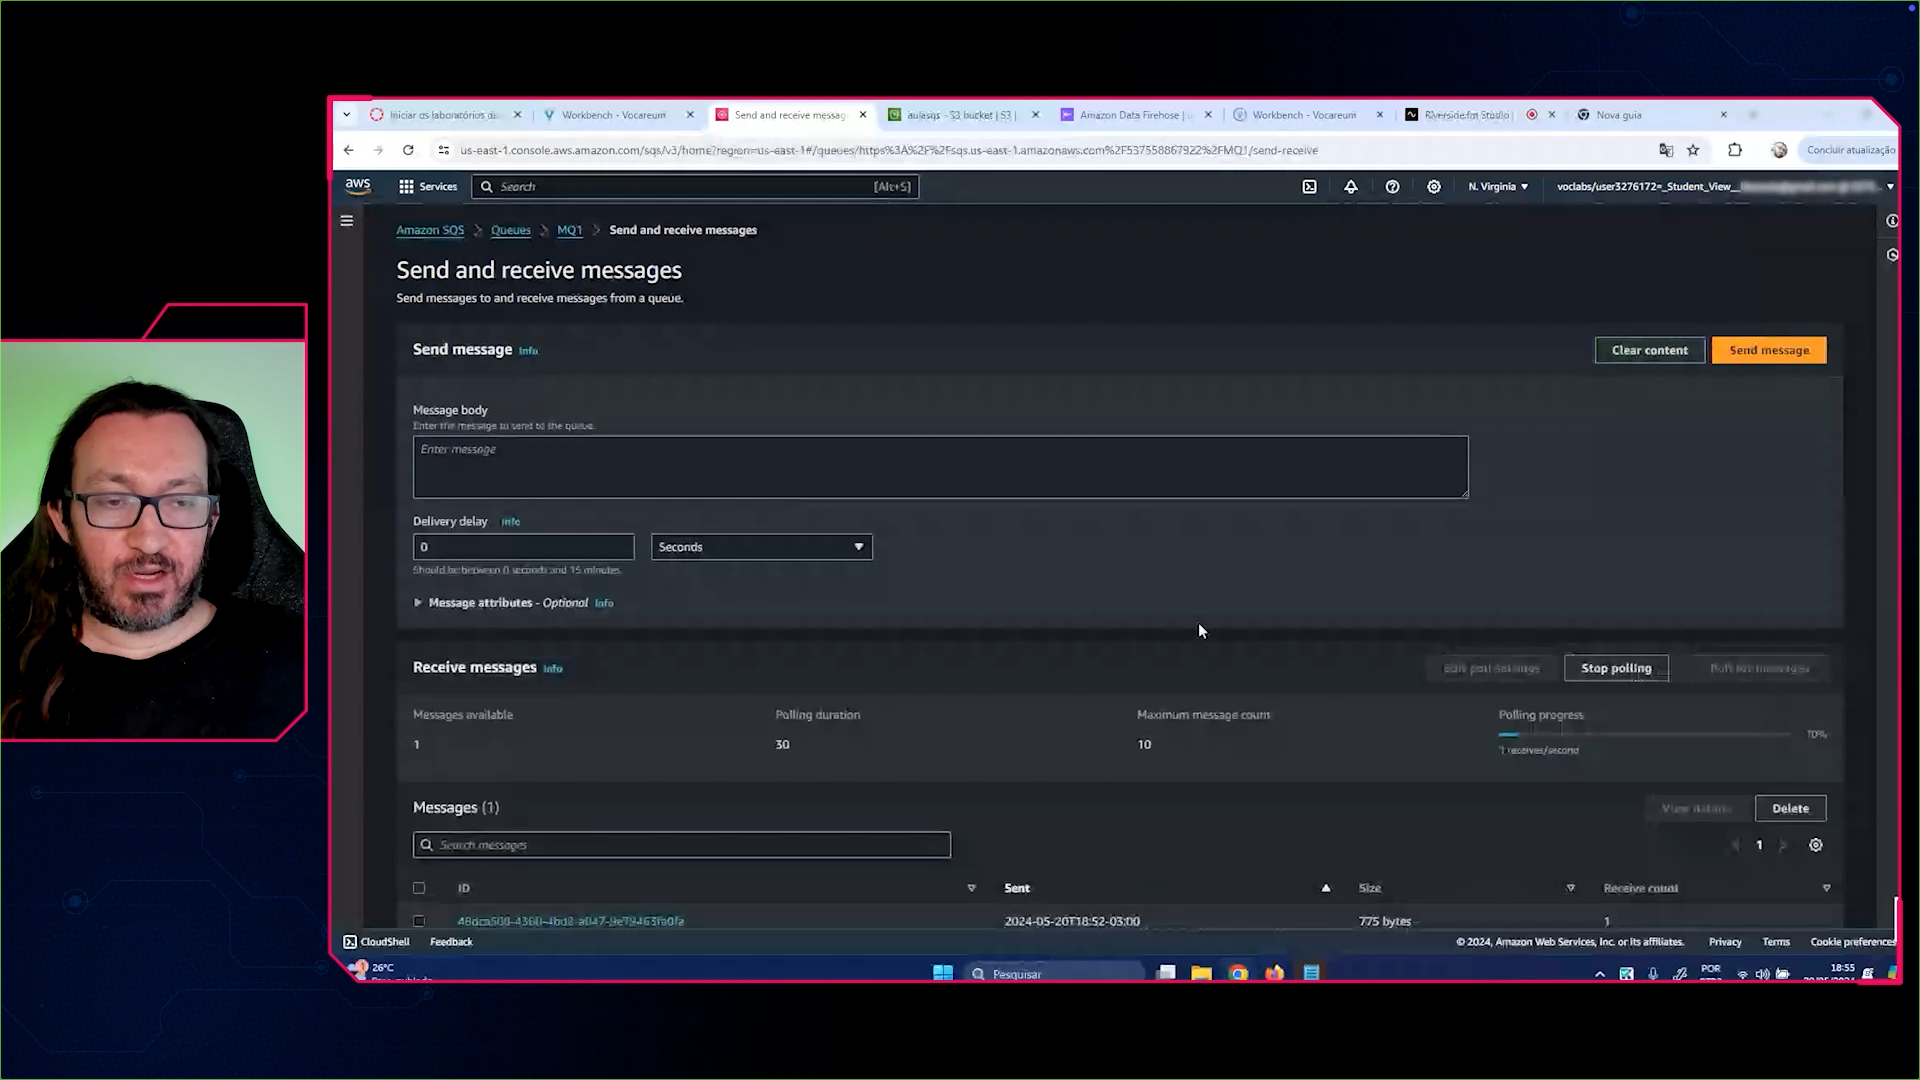 Iniciar os laboratórios da
Workbench - Vocareum
Send and receive messag
aulasqs - S3 bucket | S3 |
Amazon Data Firehose | u
Workbench - Vocareum
Riverside.fm Studio
Nova guia
us-east-1.console.aws.amazon.com/sqs/v3/home?region=us-east-1#/queues/https%3A%2F%2Fsqs.us-east-1.amazonaws.com%2F537558867922%2FMQ1/send-receive
Concluir atualização
aws
Services
Search
[Alt+S]
N. Virginia
voclabs/user3276172=_Student_View__
Amazon SQS
Queues
MQ1
Send and receive messages
Send and receive messages
Send messages to and receive messages from a queue.
Send message Info
Clear content
Send message
Message body
Enter the message to send to the queue.
Enter message
Delivery delay Info
0
Seconds
Should be between 0 seconds and 15 minutes.
Message attributes - Optional Info
Receive messages Info
Edit poll settings
Stop polling
Poll for messages
Messages available
Polling duration
Maximum message count
Polling progress
1
30
10
10%
1 receives/second
Messages (1)
View details
Delete
Search messages
1
ID
Sent
Size
Receive count
2024-05-20T18:52-03:00
775 bytes
1
CloudShell
Feedback
© 2024, Amazon Web Services, Inc. or its affiliates.
Privacy
Terms
Cookie preferences
26°C
Pesquisar
POR
18:55